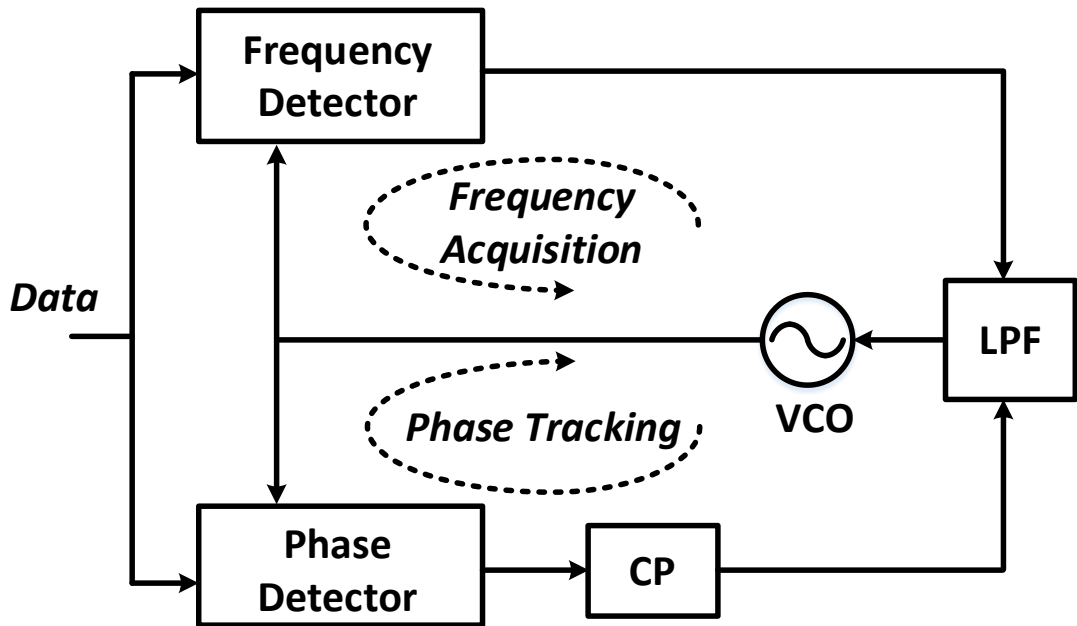 Frequency
Detector
Frequency
Acquisition
Data
LPF
VCO
Phase Tracking
Phase
Detector
CP